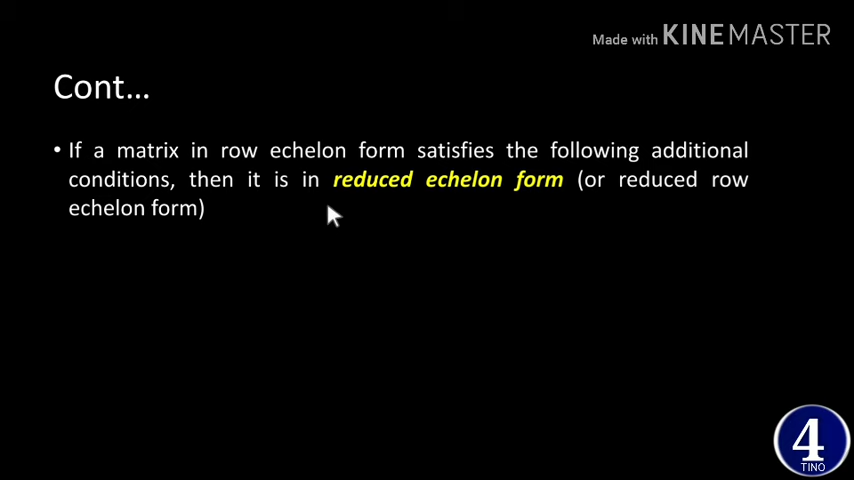 Made with KINEMASTER
Cont...
• If a matrix in row echelon form satisfies the following additional
conditions, then it is in reduced echelon form (or reduced row
echelon form)
4
TINO